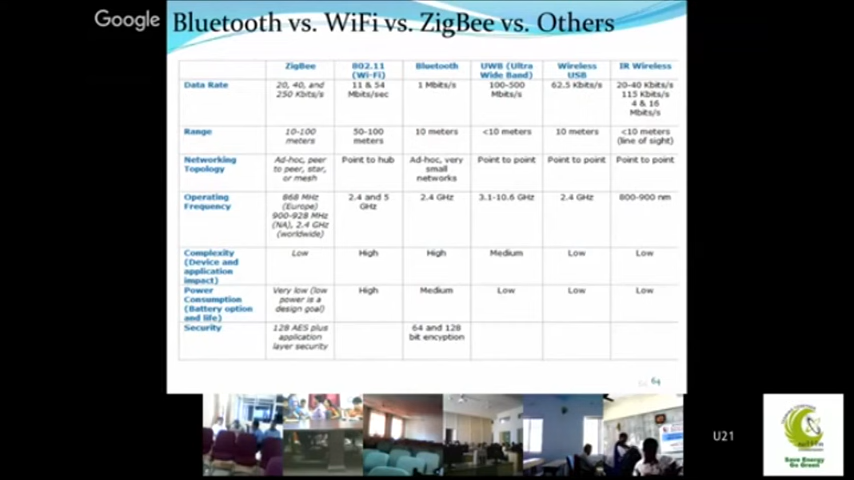 Google
Bluetooth vs. WiFi vs. ZigBee vs. Others
ZigBee 802.11 (Wi-Fi) Bluetooth UWB (Ultra Wide Band) Wireless USB IR Wireless
Data Rate 20, 40, and 250 Kbits/s 11 & 54 Mbits/sec 1 Mbits/s 100-500 Mbits/s 62.5 Kbits/s 20-40 Kbits/s 115 Kbits/s 4 & 16 Mbits/s
Range 10-100 meters 50-100 meters 10 meters <10 meters 10 meters <10 meters (line of sight)
Networking Topology Ad-hoc, peer to peer, star, or mesh Point to hub Ad-hoc, very small networks Point to point Point to point Point to point
Operating Frequency 868 MHz (Europe) 900-928 MHz (NA), 2.4 GHz (worldwide) 2.4 and 5 GHz 2.4 GHz 3.1-10.6 GHz 2.4 GHz 800-900 nm
Complexity (Device and application impact) Low High High Medium Low Low
Power Consumption (Battery option and life) Very low (low power is a design goal) High Medium Low Low Low
Security 128 AES plus application layer security 64 and 128 bit encyption
64
U21
Save Energy
Go Green